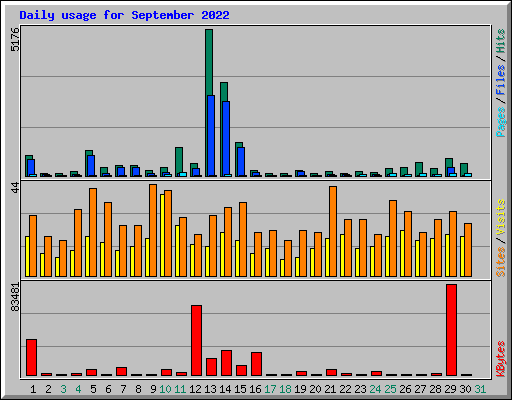 Daily usage for September 2022
5176
Pages / Files / Hits
44
Sites / Visits
83481
KBytes
1 2 3 4 5 6 7 8 9 10 11 12 13 14 15 16 17 18 19 20 21 22 23 24 25 26 27 28 29 30 31